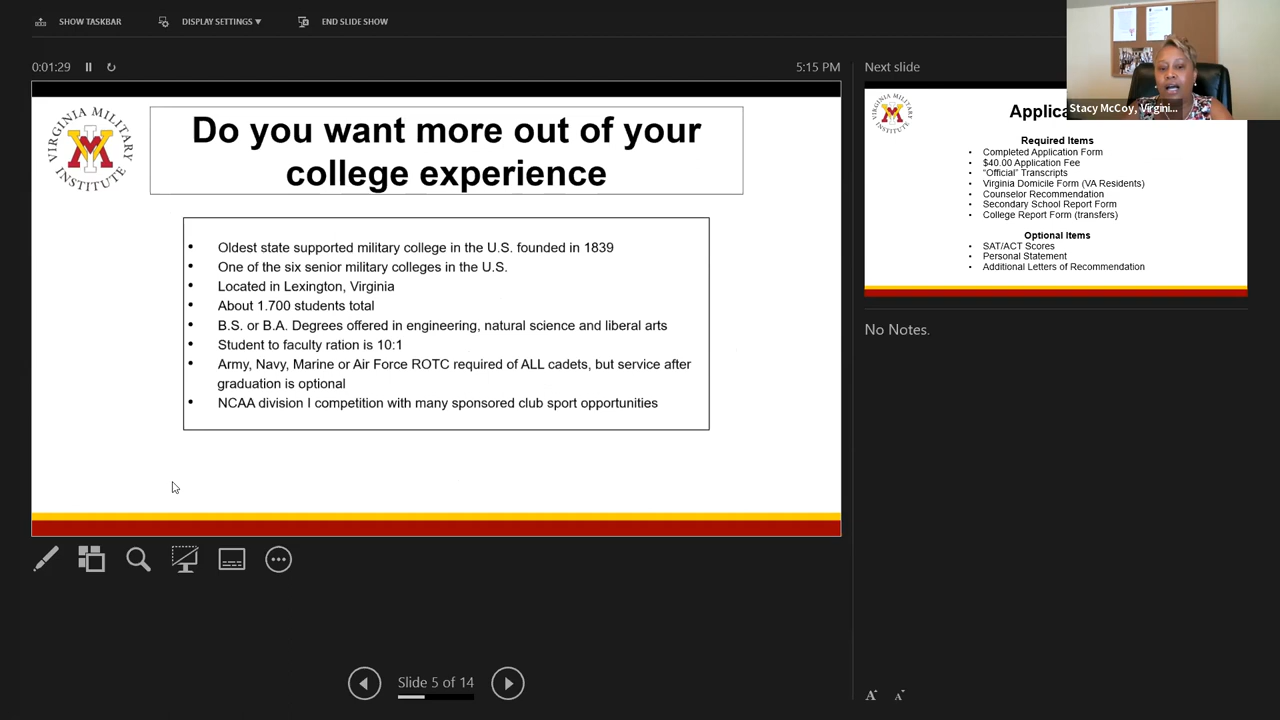 SHOW TASKBAR
DISPLAY SETTINGS
END SLIDE SHOW
0:01:29
5:15 PM
VIRGINIA MILITARY INSTITUTE
VMI
Do you want more out of your
college experience
• Oldest state supported military college in the U.S. founded in 1839
• One of the six senior military colleges in the U.S.
• Located in Lexington, Virginia
• About 1.700 students total
• B.S. or B.A. Degrees offered in engineering, natural science and liberal arts
• Student to faculty ration is 10:1
• Army, Navy, Marine or Air Force ROTC required of ALL cadets, but service after
graduation is optional
• NCAA division I competition with many sponsored club sport opportunities
Slide 5 of 14
Next slide
Stacy McCoy, Virgini...
VIRGINIA MILITARY INSTITUTE
VMI
Applica
Required Items
• Completed Application Form
• $40.00 Application Fee
• “Official” Transcripts
• Virginia Domicile Form (VA Residents)
• Counselor Recommendation
• Secondary School Report Form
• College Report Form (transfers)
Optional Items
• SAT/ACT Scores
• Personal Statement
• Additional Letters of Recommendation
No Notes.
A A